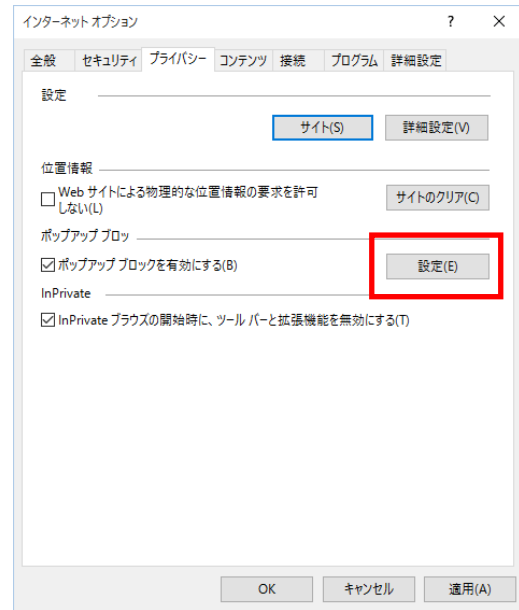 インターネット オプション ? ×
全般 セキュリティ プライバシー コンテンツ 接続 プログラム 詳細設定
設定
サイト(S) 詳細設定(V)
位置情報
Web サイトによる物理的な位置情報の要求を許可
しない(L)
サイトのクリア(C)
ポップアップ ブロッ
ポップアップ ブロックを有効にする(B)
設定(E)
InPrivate
InPrivate ブラウズの開始時に、ツール バーと拡張機能を無効にする(T)
OK キャンセル 適用(A)